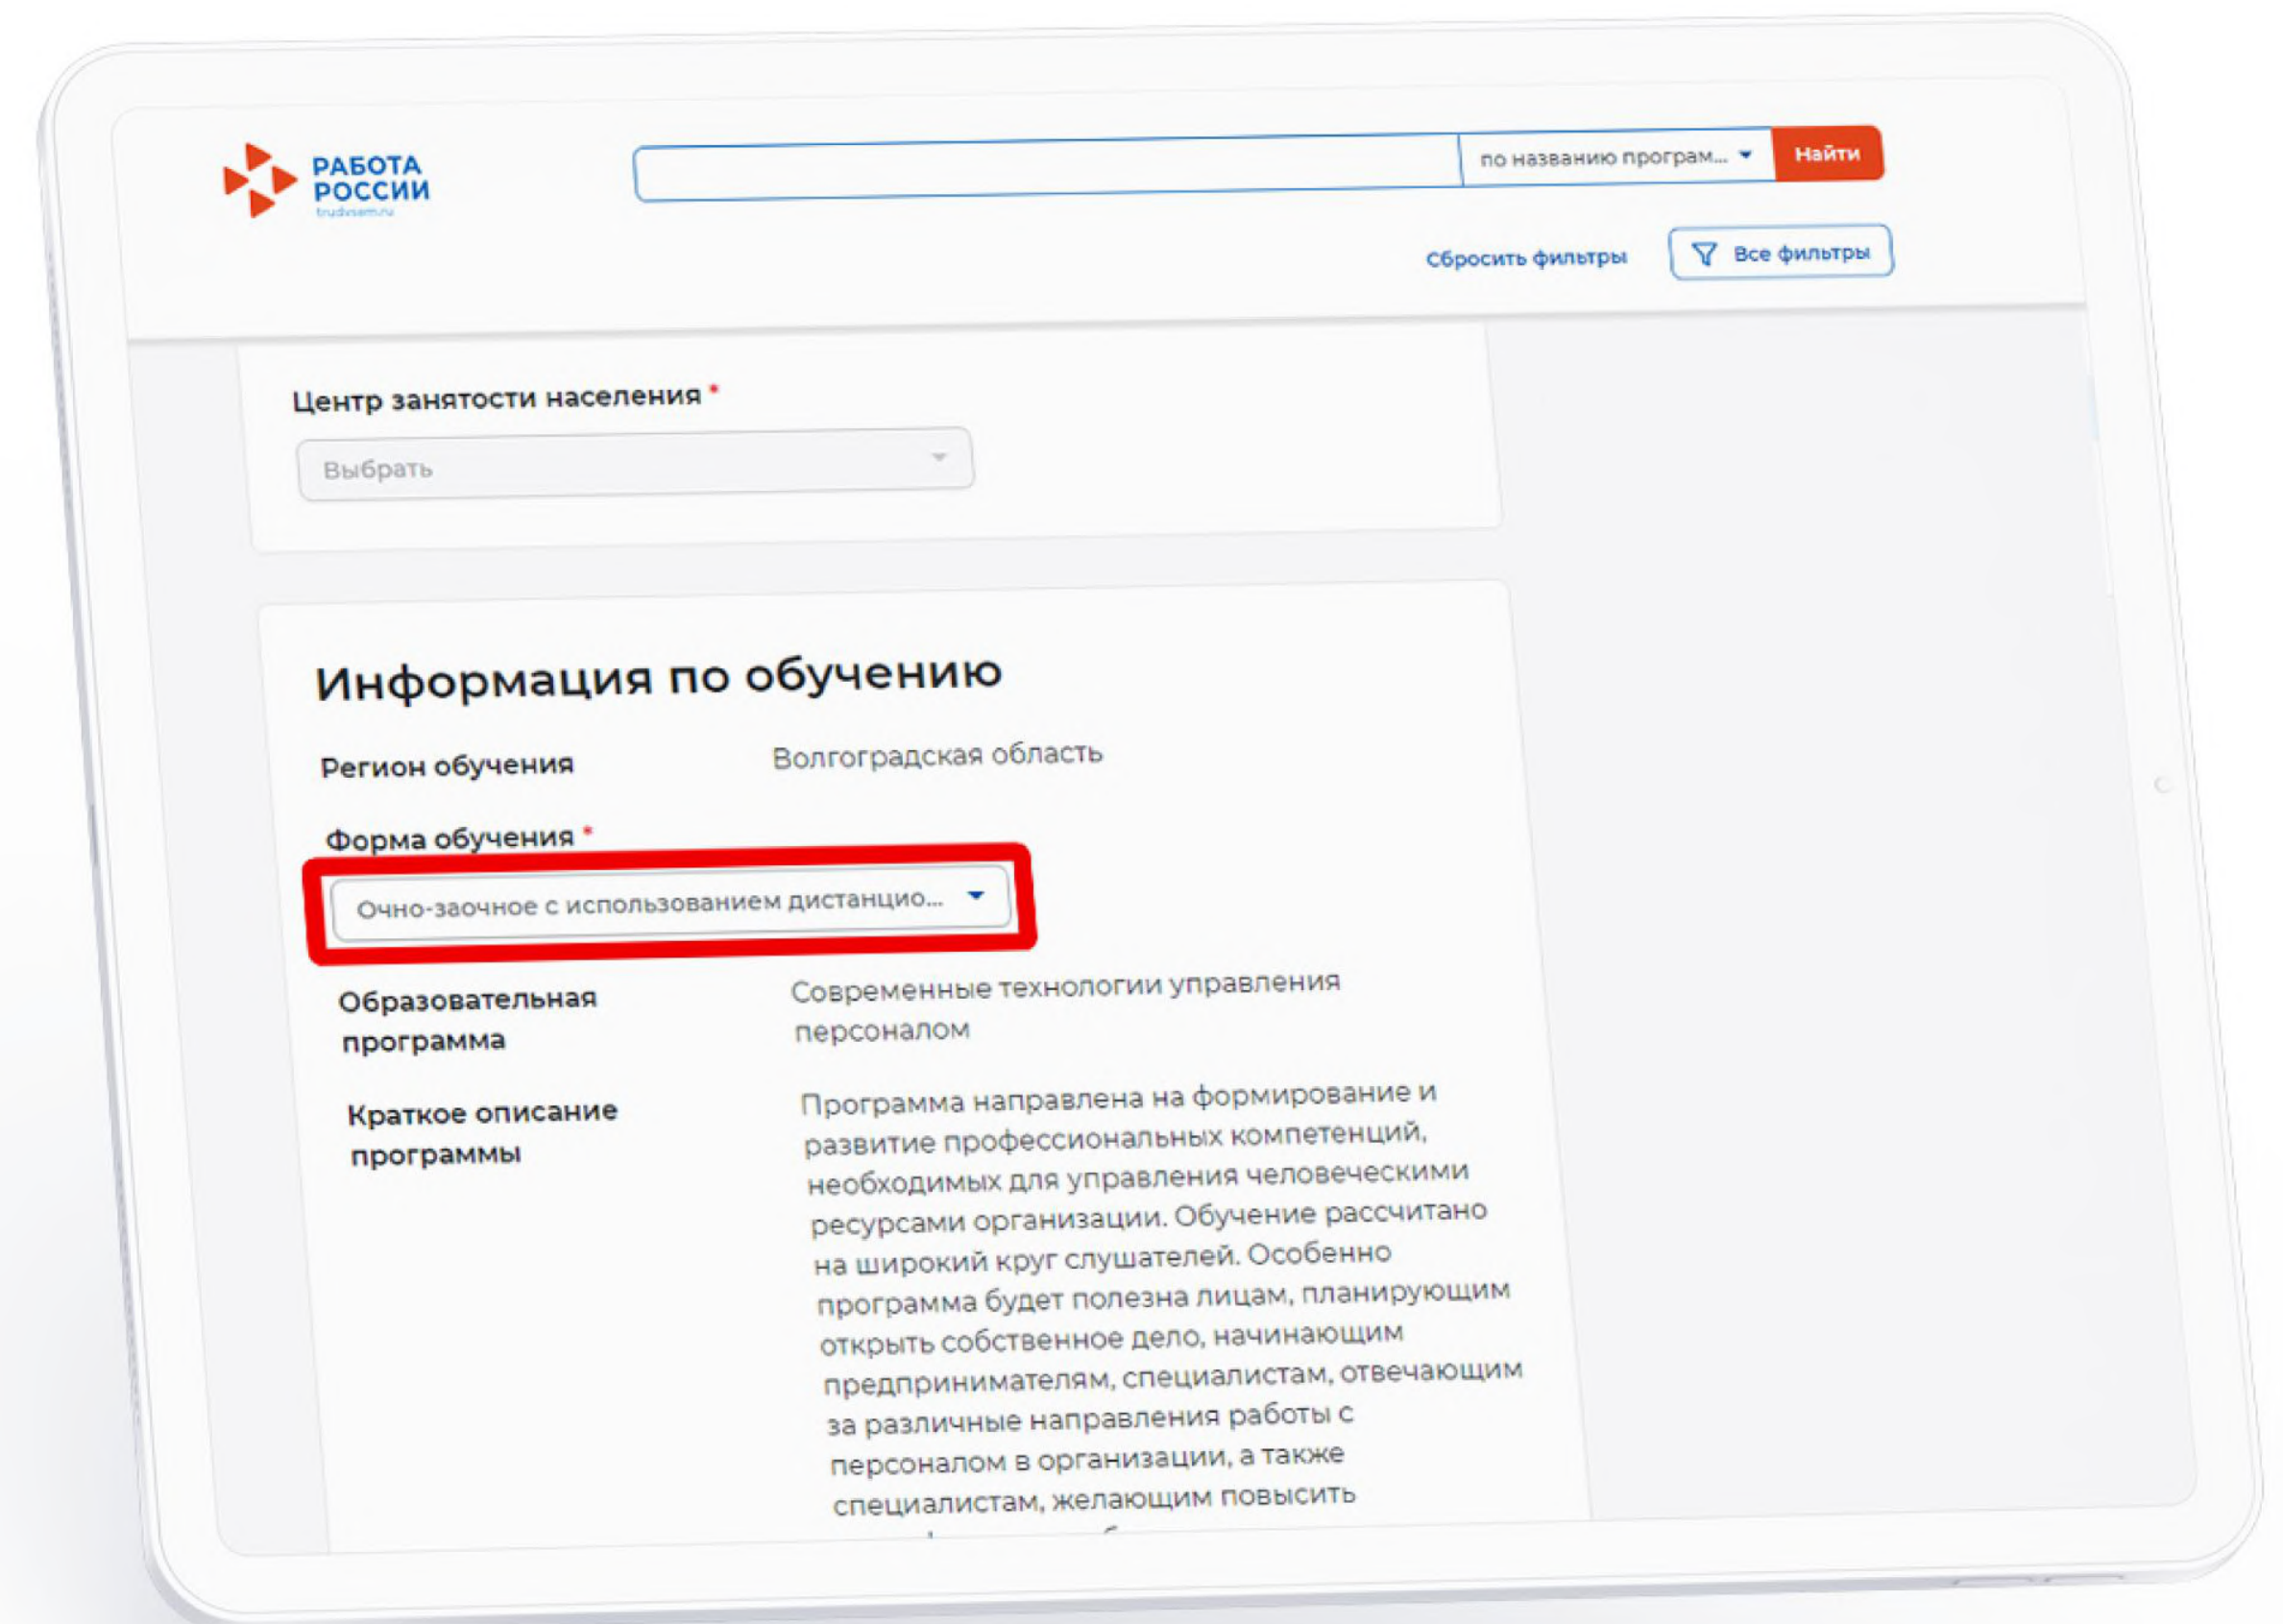 РАБОТА
РОССИИ
trudvsem.ru
по названию програм...
Найти
Сбросить фильтры
Все фильтры
Центр занятости населения *
Выбрать
Информация по обучению
Регион обучения
Волгоградская область
Форма обучения *
Очно-заочное с использованием дистанцио...
Образовательная
программа
Современные технологии управления
персоналом
Краткое описание
программы
Программа направлена на формирование и
развитие профессиональных компетенций,
необходимых для управления человеческими
ресурсами организации. Обучение рассчитано
на широкий круг слушателей. Особенно
программа будет полезна лицам, планирующим
открыть собственное дело, начинающим
предпринимателям, специалистам, отвечающим
за различные направления работы с
персоналом в организации, а также
специалистам, желающим повысить